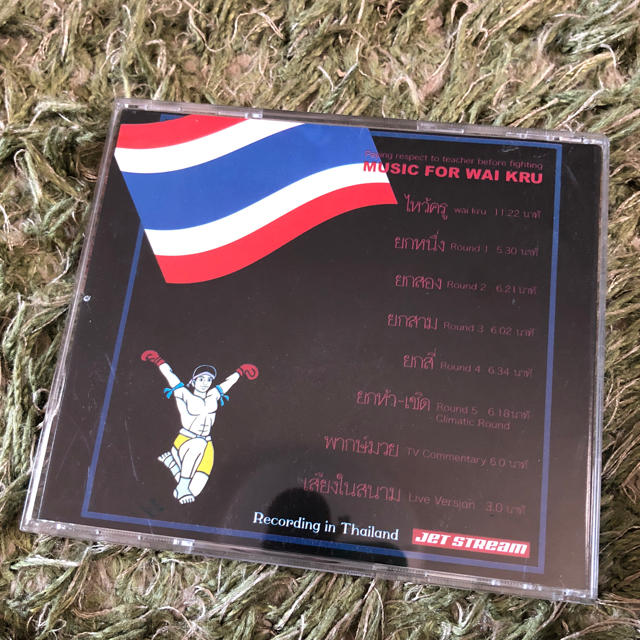 Paying respect to teacher before fighting
MUSIC FOR WAI KRU
ไหว้ครู wai kru 11.22 นาที
ยกหนึ่ง Round 1 5.30 นาที
ยกสอง Round 2 6.21 นาที
ยกสาม Round 3 6.02 นาที
ยกสี่ Round 4 6.34 นาที
ยกห้า-เชิด Round 5 6.18 นาที
Climatic Round
พากษ์มวย TV Commentary 6.0 นาที
เสียงในสนาม Live Version 3.0 นาที
Recording in Thailand
JET STREAM